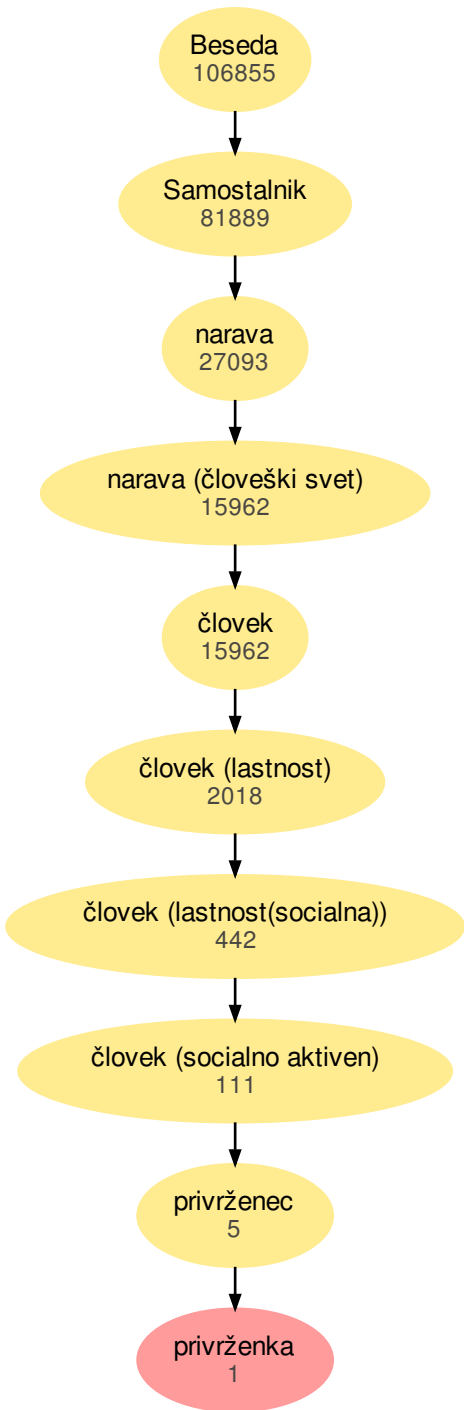 Beseda
106855
Samostalnik
81889
narava
27093
narava (človeški svet)
15962
človek
15962
človek (lastnost)
2018
človek (lastnost(socialna))
442
človek (socialno aktiven)
111
privrženec
5
privrženka
1